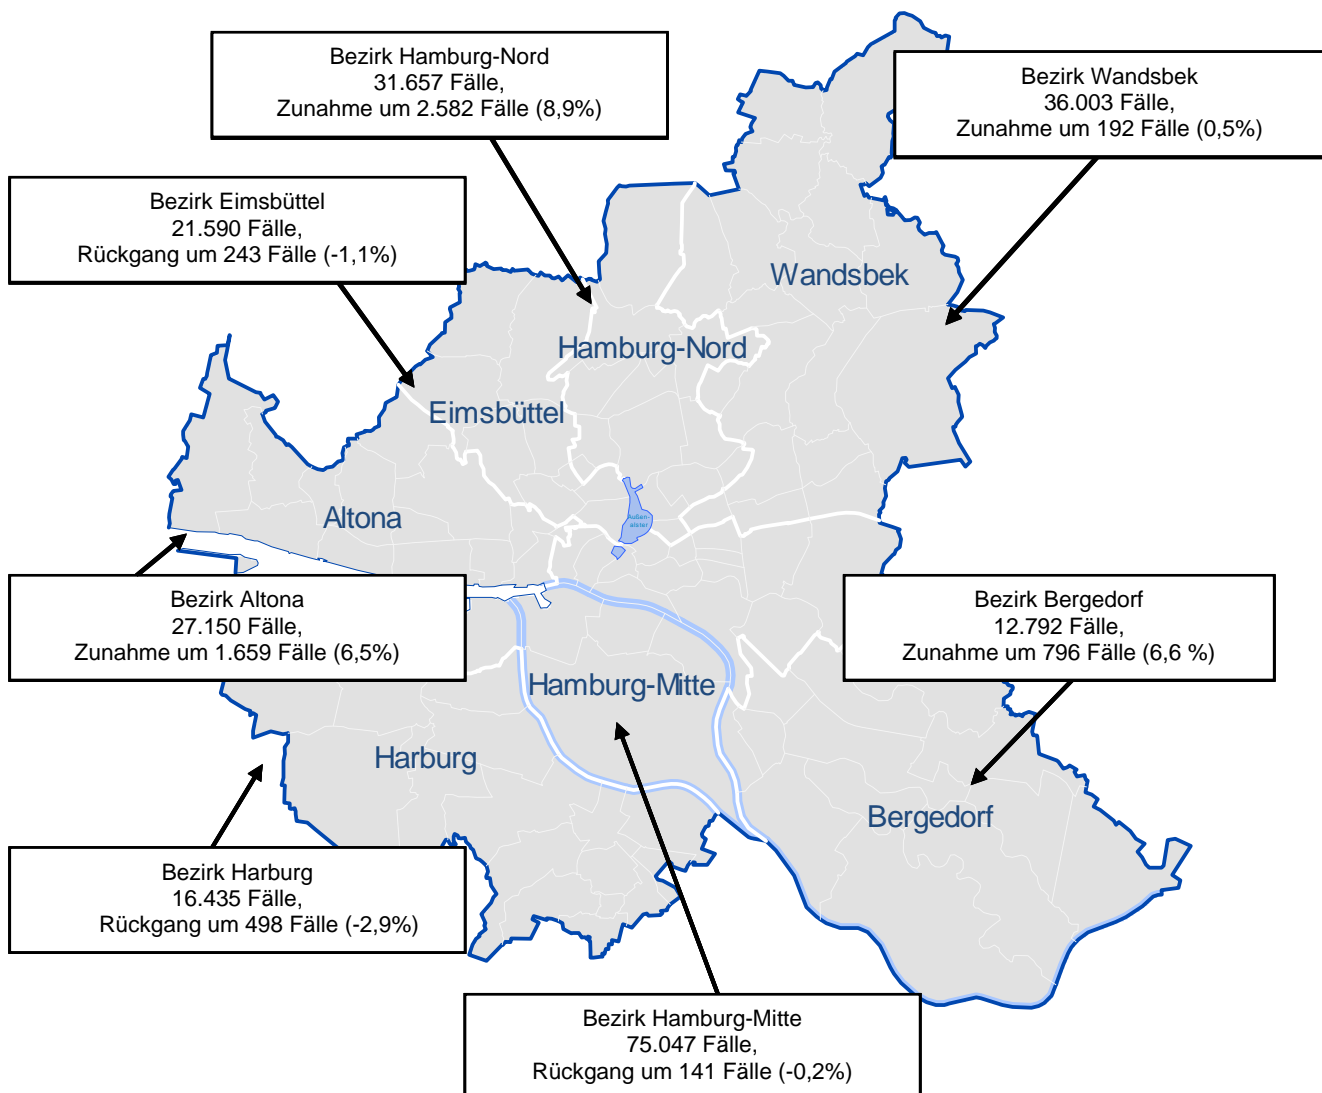 Bezirk Hamburg-Nord
31.657 Fälle,
Zunahme um 2.582 Fälle (8,9%)
Bezirk Wandsbek
36.003 Fälle,
Zunahme um 192 Fälle (0,5%)
Bezirk Eimsbüttel
21.590 Fälle,
Rückgang um 243 Fälle (-1,1%)
Wandsbek
Hamburg-Nord
Eimsbüttel
Altona
Außen-
alster
Bezirk Altona
27.150 Fälle,
Zunahme um 1.659 Fälle (6,5%)
Bezirk Bergedorf
12.792 Fälle,
Zunahme um 796 Fälle (6,6 %)
Hamburg-Mitte
Harburg
Bergedorf
Bezirk Harburg
16.435 Fälle,
Rückgang um 498 Fälle (-2,9%)
Bezirk Hamburg-Mitte
75.047 Fälle,
Rückgang um 141 Fälle (-0,2%)